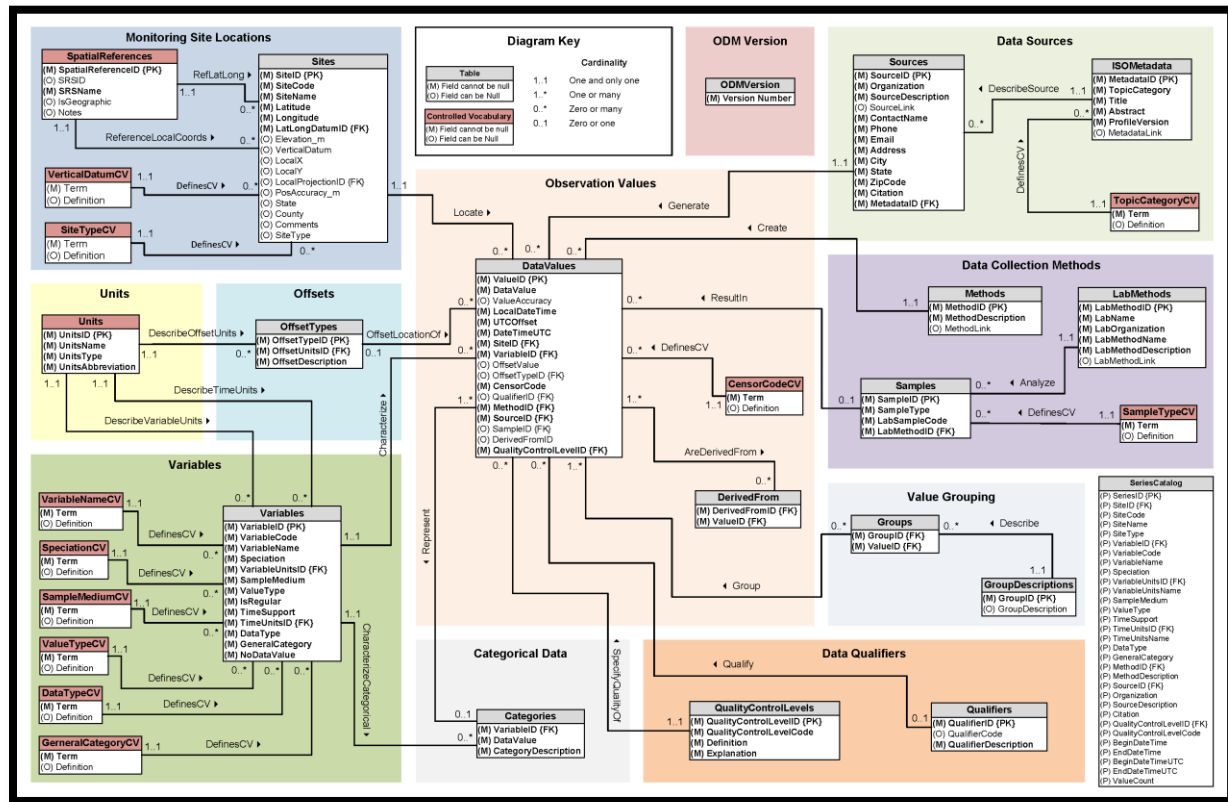 Monitoring Site Locations
SpatialReferences
(M) SpatialReferenceID {PK}
(O) SRSID
(M) SRSName
(O) IsGeographic
(O) Notes
RefLatLong
1..1
0..*
1..1
ReferenceLocalCoords
0..*
Sites
(M) SiteID {PK}
(M) SiteCode
(M) SiteName
(M) Latitude
(M) Longitude
(M) LatLongDatumID {FK}
(O) Elevation_m
(O) VerticalDatum
(O) LocalX
(O) LocalY
(O) LocalProjectionID {FK}
(O) PosAccuracy_m
(O) State
(O) County
(O) Comments
(O) SiteType
VerticalDatumCV
(M) Term
(O) Definition
1..1
DefinesCV
0..*
SiteTypeCV
(M) Term
(O) Definition
1..1
DefinesCV
0..*
1..1
Diagram Key
Table
(M) Field cannot be null
(O) Field can be Null
Controlled Vocabulary
(M) Field cannot be null
(O) Field can be Null
Cardinality
1..1 One and only one
1..* One or many
0..* Zero or many
0..1 Zero or one
ODM Version
ODMVersion
(M) Version Number
Data Sources
Sources
(M) SourceID {PK}
(M) Organization
(M) SourceDescription
(O) SourceLink
(M) ContactName
(M) Phone
(M) Email
(M) Address
(M) City
(M) State
(M) ZipCode
(M) Citation
(M) MetadataID {FK}
DescribeSource
1..1
0..*
0..*
ISOMetadata
(M) MetadataID {PK}
(M) TopicCategory
(M) Title
(M) Abstract
(M) ProfileVersion
(O) MetadataLink
DefinesCV
1..1
TopicCategoryCV
(M) Term
(O) Definition
1..1
Observation Values
Locate
Generate
Create
0..*
0..*
0..*
DataValues
(M) ValueID {PK}
(M) DataValue
(O) ValueAccuracy
(M) LocalDateTime
(M) UTCOffset
(M) DateTimeUTC
(M) SiteID {FK}
(M) VariableID {FK}
(O) OffsetValue
(O) OffsetTypeID {FK}
(M) CensorCode
(O) QualifierID {FK}
(M) MethodID {FK}
(M) SourceID {FK}
(O) SampleID {FK}
(O) DerivedFromID
(M) QualityControlLevelID {FK}
0..*
0..*
1..*
0..*
0..*
1..*
0..*
0..*
1..*
ResultIn
DefinesCV
1..1
CensorCodeCV
(M) Term
(O) Definition
AreDerivedFrom
0..*
DerivedFrom
(M) DerivedFromID {FK}
(M) ValueID {FK}
Data Collection Methods
Methods
(M) MethodID {PK}
(M) MethodDescription
(O) MethodLink
1..1
LabMethods
(M) LabMethodID {PK}
(M) LabName
(M) LabOrganization
(M) LabMethodName
(M) LabMethodDescription
(O) LabMethodLink
1..1
Analyze
0..*
0..1
Samples
(M) SampleID {PK}
(M) SampleType
(M) LabSampleCode
(M) LabMethodID {FK}
0..*
DefinesCV
1..1
SampleTypeCV
(M) Term
(O) Definition
Units
Units
(M) UnitsID {PK}
(M) UnitsName
(M) UnitsType
(M) UnitsAbbreviation
1..1
1..1
1..1
Offsets
DescribeOffsetUnits
0..*
OffsetTypes
(M) OffsetTypeID {PK}
(M) OffsetUnitsID {FK}
(M) OffsetDescription
OffsetLocationOf
0..1
DescribeTimeUnits
DescribeVariableUnits
Characterize
Variables
0..*
0..*
VariableNameCV
(M) Term
(O) Definition
1..1
DefinesCV
0..*
SpeciationCV
(M) Term
(O) Definition
1..1
DefinesCV
0..*
SampleMediumCV
(M) Term
(O) Definition
1..1
DefinesCV
0..*
ValueTypeCV
(M) Term
(O) Definition
1..1
DefinesCV
0..*
DataTypeCV
(M) Term
(O) Definition
1..1
DefinesCV
0..*
GerneralCategoryCV
(M) Term
(O) Definition
1..1
DefinesCV
0..*
Variables
(M) VariableID {PK}
(M) VariableCode
(M) VariableName
(M) Speciation
(M) VariableUnitsID {FK}
(M) SampleMedium
(M) ValueType
(M) IsRegular
(M) TimeSupport
(M) TimeUnitsID {FK}
(M) DataType
(M) GeneralCategory
(M) NoDataValue
1..1
1..1
CharacterizeCategorical
Represent
Categorical Data
0..1
0..*
Categories
(M) VariableID {FK}
(M) DataValue
(M) CategoryDescription
Value Grouping
0..*
Groups
(M) GroupID {FK}
(M) ValueID {FK}
0..*
Describe
1..1
Group
GroupDescriptions
(M) GroupID {PK}
(O) GroupDescription
Data Qualifiers
Qualify
SpecifyQualityOf
1..1
QualityControlLevels
(M) QualityControlLevelID {PK}
(M) QualityControlLevelCode
(M) Definition
(M) Explanation
0..1
Qualifiers
(M) QualifierID {PK}
(O) QualifierCode
(M) QualifierDescription
SeriesCatalog
(P) SeriesID {PK}
(P) SiteID {FK}
(P) SiteCode
(P) SiteName
(P) SiteType
(P) VariableID {FK}
(P) VariableCode
(P) VariableName
(P) Speciation
(P) VariableUnitsID {FK}
(P) VariableUnitsName
(P) SampleMedium
(P) ValueType
(P) TimeSupport
(P) TimeUnitsID {FK}
(P) TimeUnitsName
(P) DataType
(P) GeneralCategory
(P) MethodID {FK}
(P) MethodDescription
(P) SourceID {FK}
(P) Organization
(P) SourceDescription
(P) Citation
(P) QualityControlLevelID {FK}
(P) QualityControlLevelCode
(P) BeginDateTime
(P) EndDateTime
(P) BeginDateTimeUTC
(P) EndDateTimeUTC
(P) ValueCount